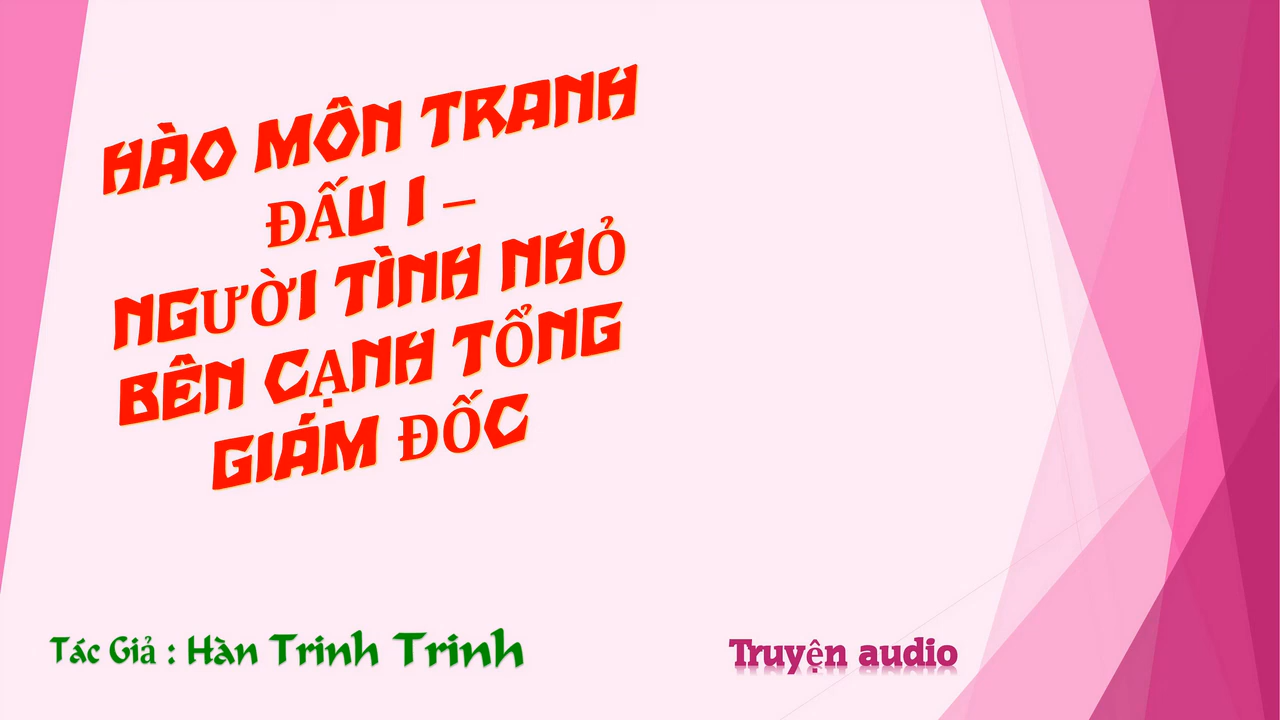 HÀO MÔN TRANH
ĐẤU I –
NGƯỜI TÌNH NHỎ
BÊN CẠNH TỔNG
GIÁM ĐỐC
Tác Giả : Hàn Trinh Trinh
Truyện audio